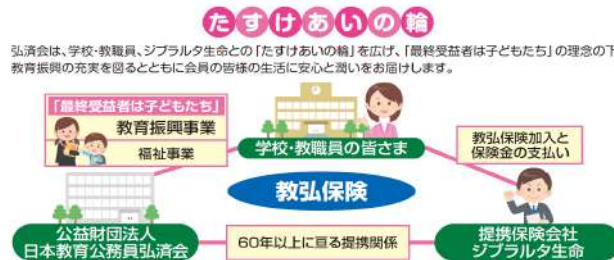 たすけあいの輪
弘済会は、学校・教職員、ジブラルタ生命との「たすけあいの輪」を広げ、「最終受益者は子どもたち」の理念の下
教育振興の充実を図るとともに会員の皆様の生活に安心と潤いをお届けします。
「最終受益者は子どもたち」
教育振興事業
福祉事業
学校・教職員の皆さま
教弘保険加入と
保険金の支払い
教弘保険
公益財団法人
日本教育公務員弘済会
60年以上に亘る提携関係
提携保険会社
ジブラルタ生命